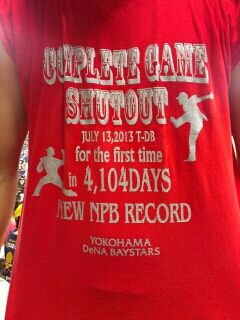 COMPLETE GAME
SHUTOUT
JULY 13,2013 T-DB
for the first time
in 4,104DAYS
NEW NPB RECORD
YOKOHAMA
DeNA BAYSTARS